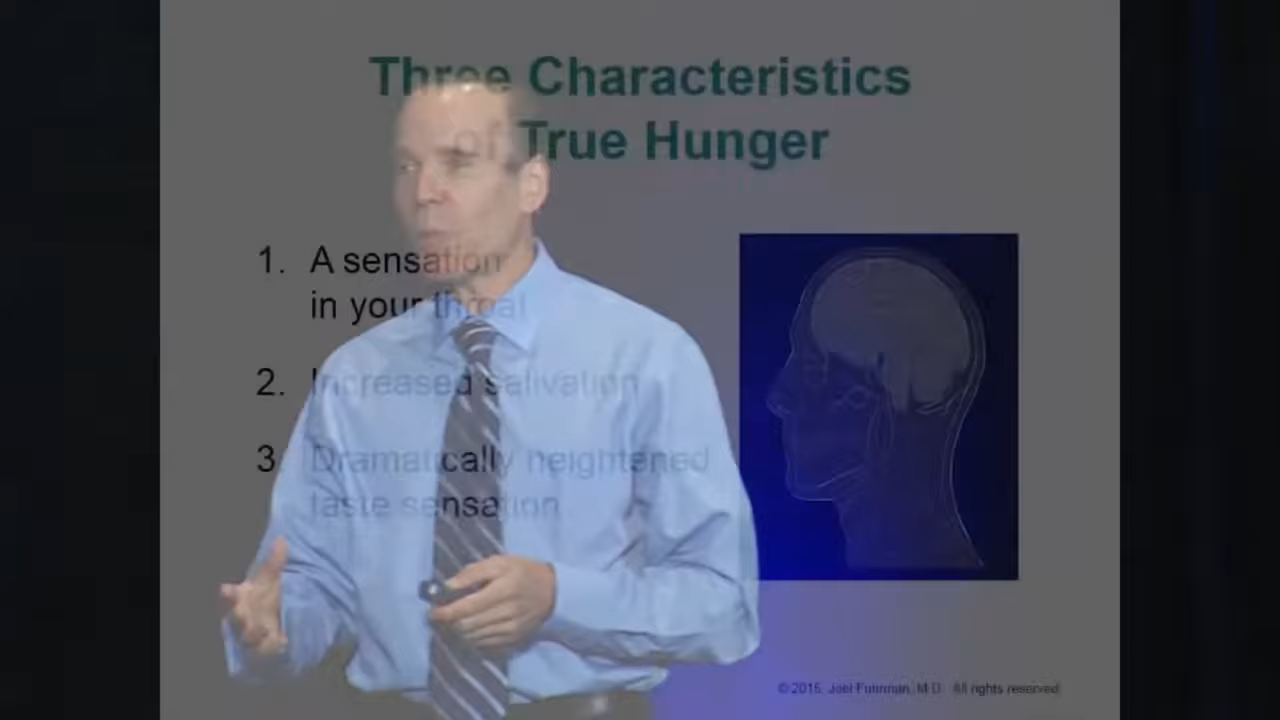 Three Characteristics
of True Hunger
1. A sensation
in your throat
2. Increased salivation
3. Dramatically heightened
taste sensation
© 2015, Joel Fuhrman, M.D. All rights reserved